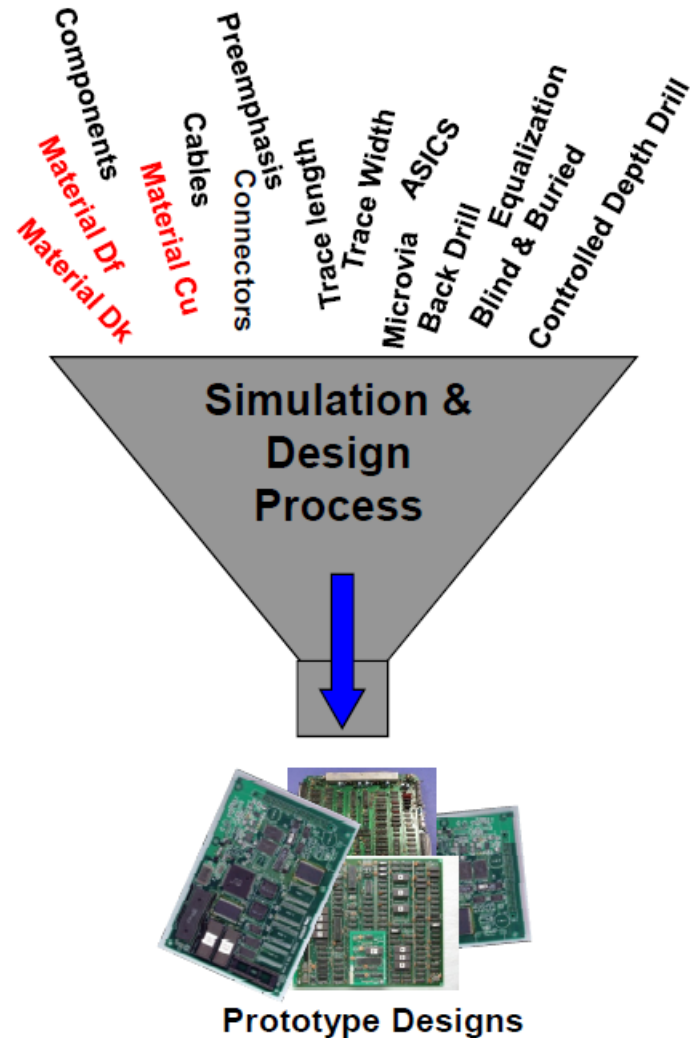 Components
Material Df
Material Dk
Material Cu
Cables
Preemphasis
Connectors
Trace length
Trace Width
ASICS
Microvia
Back Drill
Equalization
Blind & Buried
Controlled Depth Drill
Simulation &
Design
Process
Prototype Designs